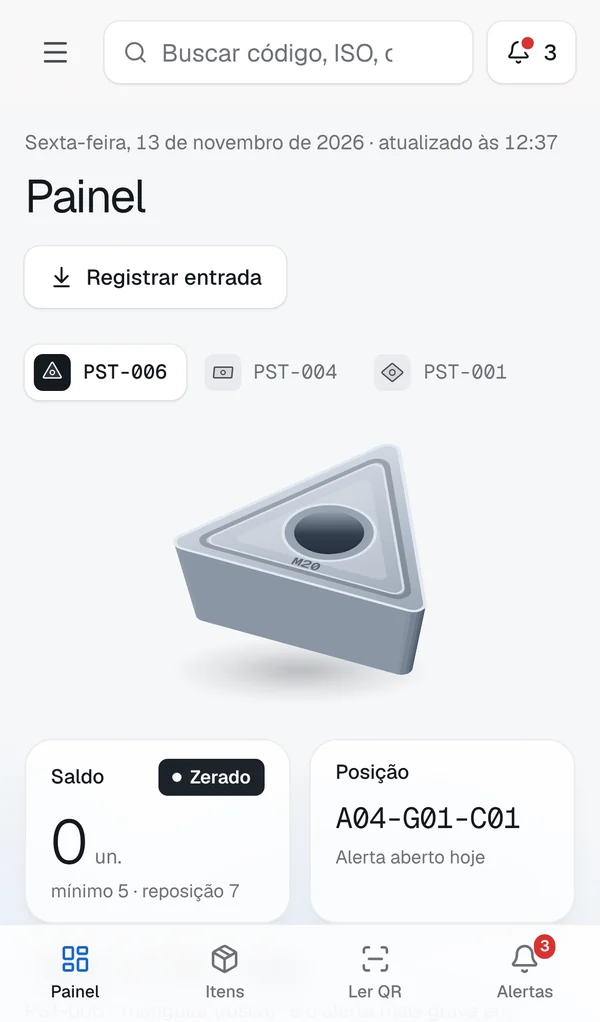 Buscar código, ISO, c
3
Sexta-feira, 13 de novembro de 2026 · atualizado às 12:37
Painel
Registrar entrada
PST-006
PST-004
PST-001
M20
Saldo
Zerado
0 un.
mínimo 5 · reposição 7
Posição
A04-G01-C01
Alerta aberto hoje
3
Painel
Itens
Ler QR
Alertas